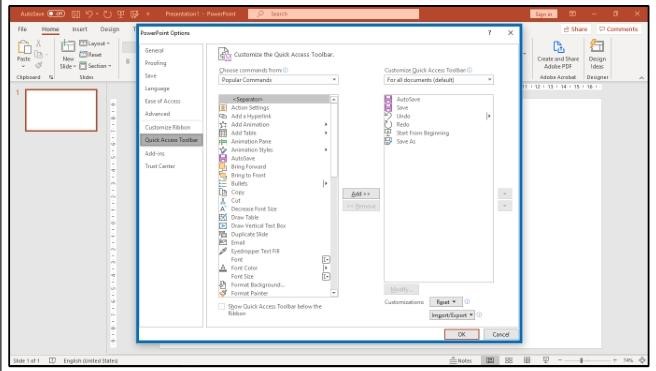 AutoSave Off Presentation1 - PowerPoint Search Sign in
File Home Insert Design Share Comments
Paste
Clipboard
New Slide
Layout
Reset
Section
Slides
Create and Share Adobe PDF
Adobe Acrobat
Design Ideas
Designer
1
PowerPoint Options ? ×
General
Proofing
Save
Language
Ease of Access
Advanced
Customize Ribbon
Quick Access Toolbar
Add-ins
Trust Center
Customize the Quick Access Toolbar.
Choose commands from:
Popular Commands
<Separator>
Action Settings
Add a Hyperlink
Add Animation
Add Table
Animation Pane
Animation Styles
AutoSave
Bring Forward
Bring to Front
Bullets
Copy
Cut
Decrease Font Size
Draw Table
Draw Vertical Text Box
Duplicate Slide
Email
Eyedropper Text Fill
Font
Font Color
Font Size
Format Background...
Format Painter
Show Quick Access Toolbar below the
Ribbon
Add >>
<< Remove
Customize Quick Access Toolbar:
For all documents (default)
AutoSave
Save
Undo
Redo
Start From Beginning
Save As
Modify...
Customizations: Reset
Import/Export
OK Cancel
11 12 13 14 15 16
Slide 1 of 1 English (United States) Notes 74%